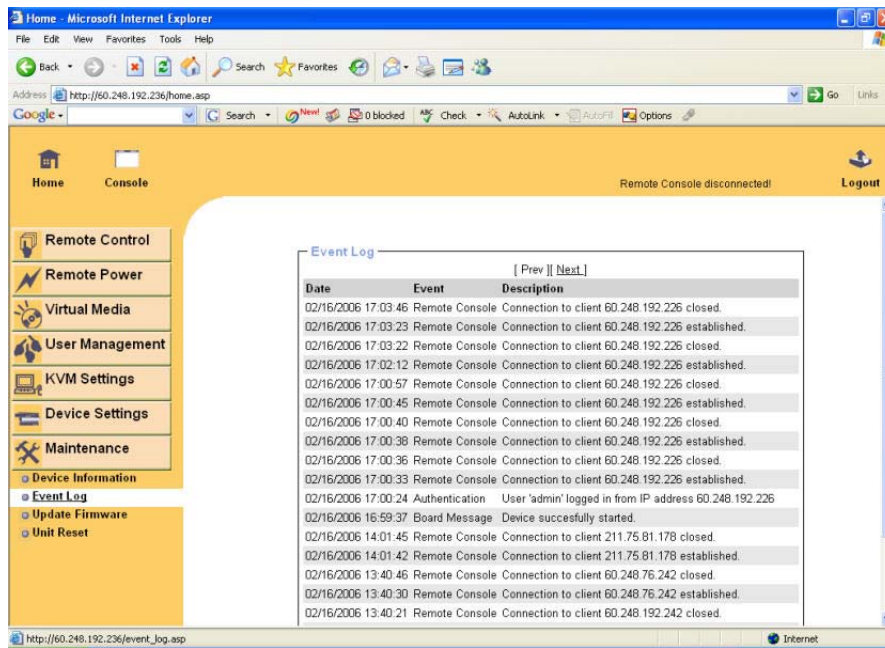 Home - Microsoft Internet Explorer
File Edit View Favorites Tools Help
Back Search Favorites
Address http://60.248.192.236/home.asp Go Links
Google Search New! 0 blocked ABC Check AutoLink AutoFill Options
Home Console Remote Console disconnected! Logout
Remote Control
Remote Power
Virtual Media
User Management
KVM Settings
Device Settings
Maintenance
Device Information
Event Log
Update Firmware
Unit Reset
Event Log
[ Prev ][ Next ]
Date Event Description
02/16/2006 17:03:46 Remote Console Connection to client 60.248.192.226 closed.
02/16/2006 17:03:23 Remote Console Connection to client 60.248.192.226 established.
02/16/2006 17:03:22 Remote Console Connection to client 60.248.192.226 closed.
02/16/2006 17:02:12 Remote Console Connection to client 60.248.192.226 established.
02/16/2006 17:00:57 Remote Console Connection to client 60.248.192.226 closed.
02/16/2006 17:00:45 Remote Console Connection to client 60.248.192.226 established.
02/16/2006 17:00:40 Remote Console Connection to client 60.248.192.226 closed.
02/16/2006 17:00:38 Remote Console Connection to client 60.248.192.226 established.
02/16/2006 17:00:36 Remote Console Connection to client 60.248.192.226 closed.
02/16/2006 17:00:33 Remote Console Connection to client 60.248.192.226 established.
02/16/2006 17:00:24 Authentication User 'admin' logged in from IP address 60.248.192.226
02/16/2006 16:59:37 Board Message Device succesfully started.
02/16/2006 14:01:45 Remote Console Connection to client 211.75.81.178 closed.
02/16/2006 14:01:42 Remote Console Connection to client 211.75.81.178 established.
02/16/2006 13:40:46 Remote Console Connection to client 60.248.76.242 closed.
02/16/2006 13:40:30 Remote Console Connection to client 60.248.76.242 established.
02/16/2006 13:40:21 Remote Console Connection to client 60.248.192.242 closed.
http://60.248.192.236/event_log.asp Internet